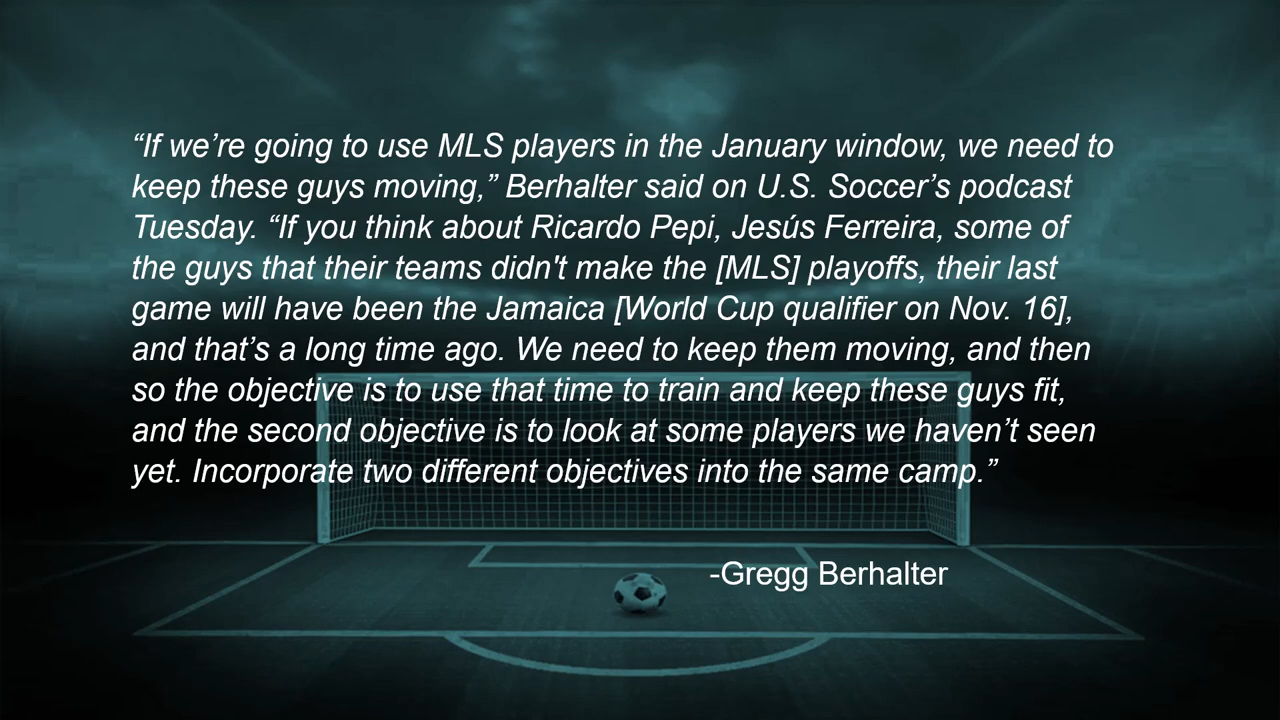 “If we’re going to use MLS players in the January window, we need to
keep these guys moving,” Berhalter said on U.S. Soccer’s podcast
Tuesday. “If you think about Ricardo Pepi, Jesús Ferreira, some of
the guys that their teams didn't make the [MLS] playoffs, their last
game will have been the Jamaica [World Cup qualifier on Nov. 16],
and that’s a long time ago. We need to keep them moving, and then
so the objective is to use that time to train and keep these guys fit,
and the second objective is to look at some players we haven’t seen
yet. Incorporate two different objectives into the same camp.”
-Gregg Berhalter